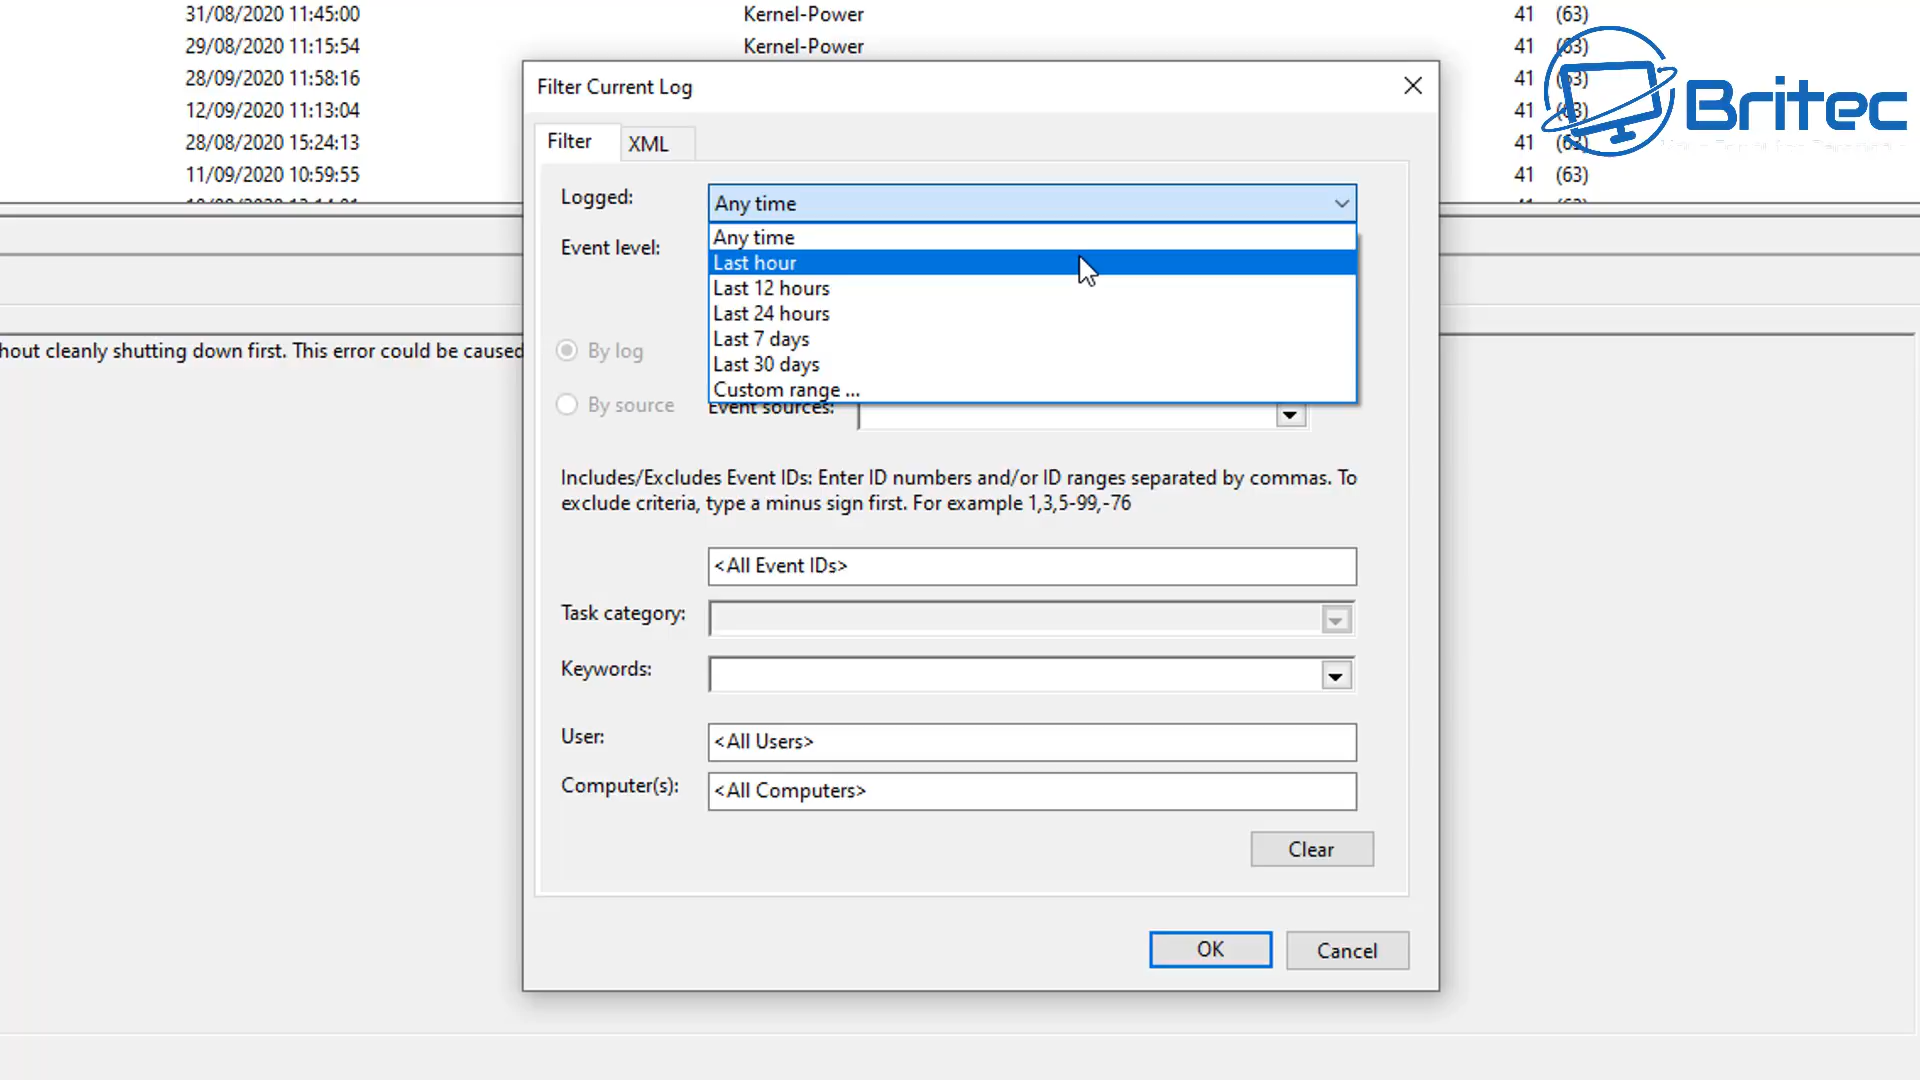 31/08/2020 11:45:00 Kernel-Power 41 (63)
29/08/2020 11:15:54 Kernel-Power 41 (63)
28/09/2020 11:58:16 41 (63)
12/09/2020 11:13:04 41 (63)
28/08/2020 15:24:13 41 (63)
11/09/2020 10:59:55 41 (63)
Britec
Filter Current Log
Filter XML
Logged: Any time
Any time
Event level:
Last hour
Last 12 hours
Last 24 hours
Last 7 days
Last 30 days
Custom range ...
hout cleanly shutting down first. This error could be caused
By log
By source Event sources:
Includes/Excludes Event IDs: Enter ID numbers and/or ID ranges separated by commas. To
exclude criteria, type a minus sign first. For example 1,3,5-99,-76
<All Event IDs>
Task category:
Keywords:
User: <All Users>
Computer(s): <All Computers>
Clear
OK Cancel